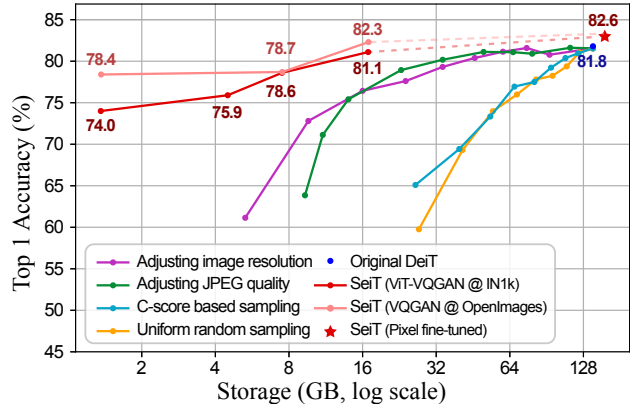 Top 1 Accuracy (%)
85
80
75
70
65
60
55
50
45
78.4
78.7
82.3
82.6
74.0
75.9
78.6
81.1
81.8
Adjusting image resolution
Adjusting JPEG quality
C-score based sampling
Uniform random sampling
Original DeiT
SeiT (ViT-VQGAN @ IN1k)
SeiT (VQGAN @ OpenImages)
SeiT (Pixel fine-tuned)
2 4 8 16 32 64 128
Storage (GB, log scale)